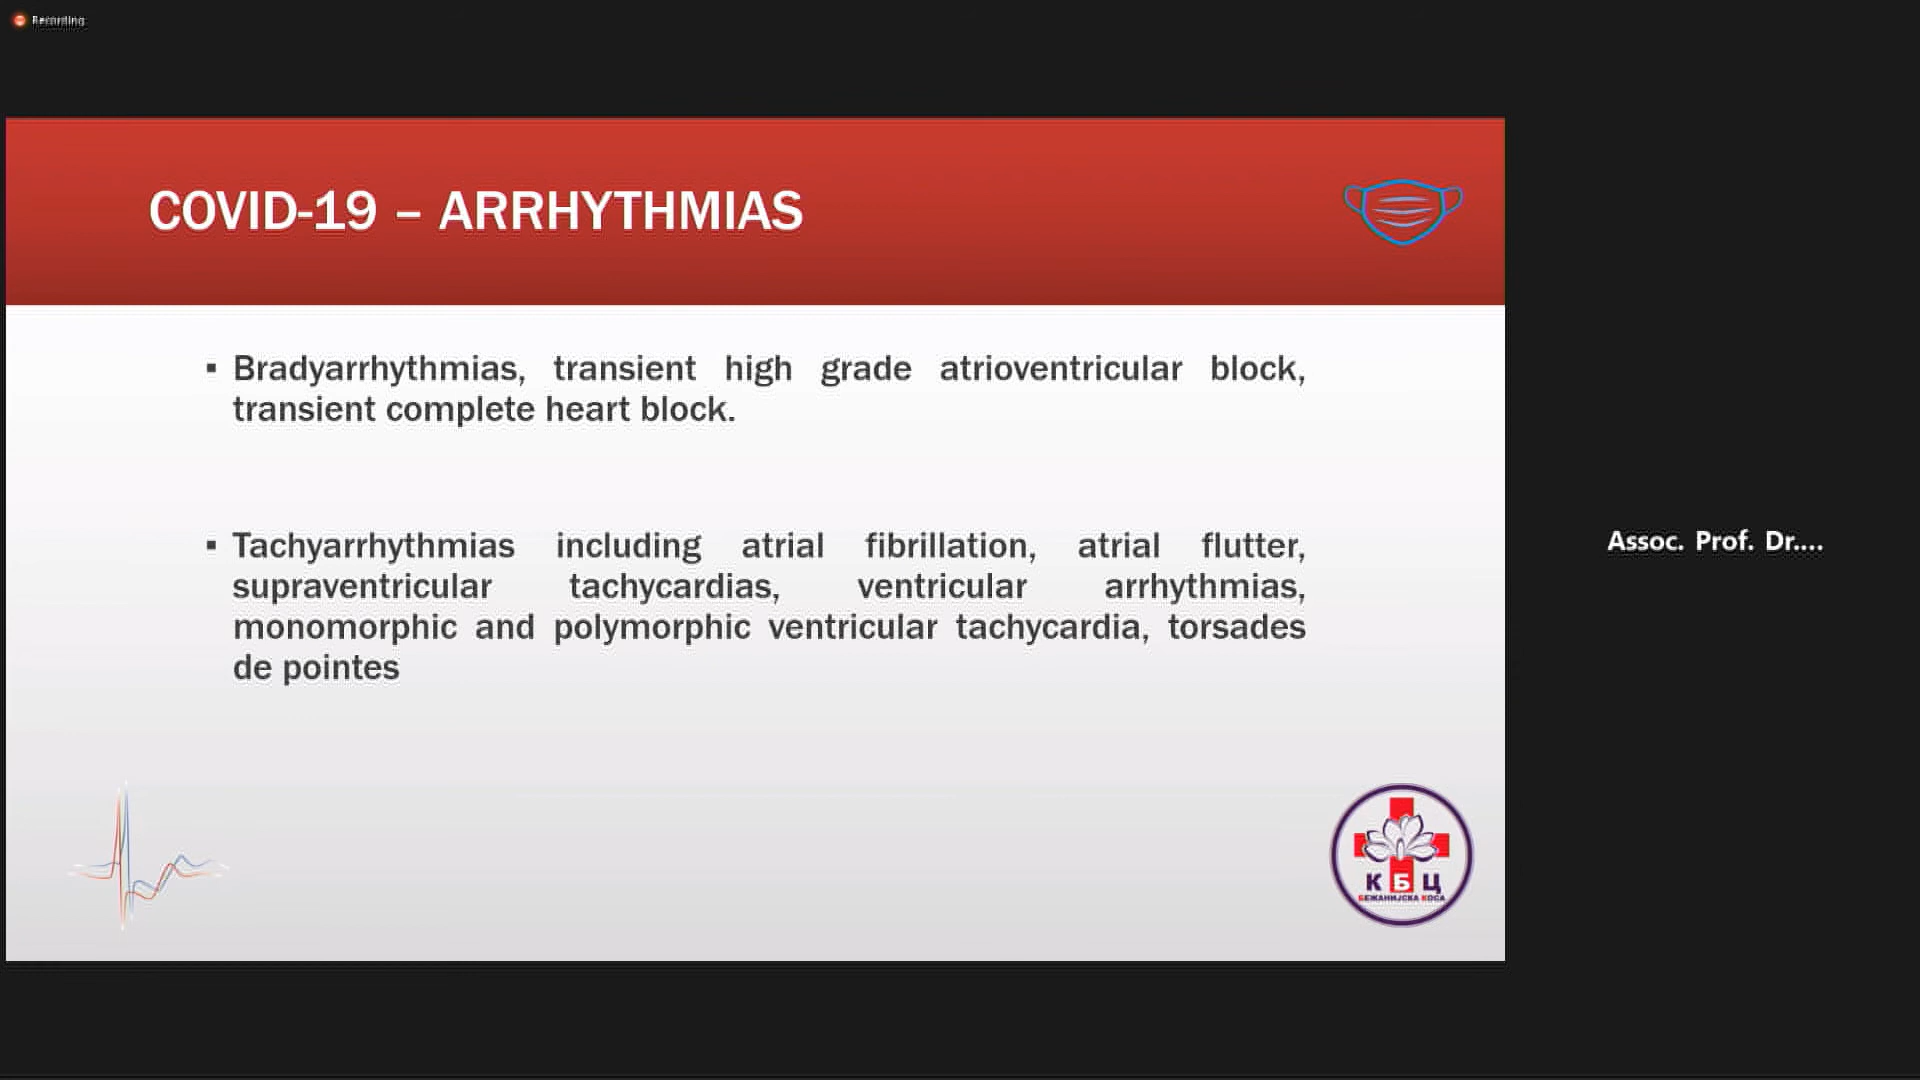 Recording
COVID-19 – ARRHYTHMIAS
▪ Bradyarrhythmias, transient high grade atrioventricular block,
transient complete heart block.
▪ Tachyarrhythmias including atrial fibrillation, atrial flutter,
supraventricular tachycardias, ventricular arrhythmias,
monomorphic and polymorphic ventricular tachycardia, torsades
de pointes
Assoc. Prof. Dr....
К Б Ц
БЕЖАНИЈСКА КОСА